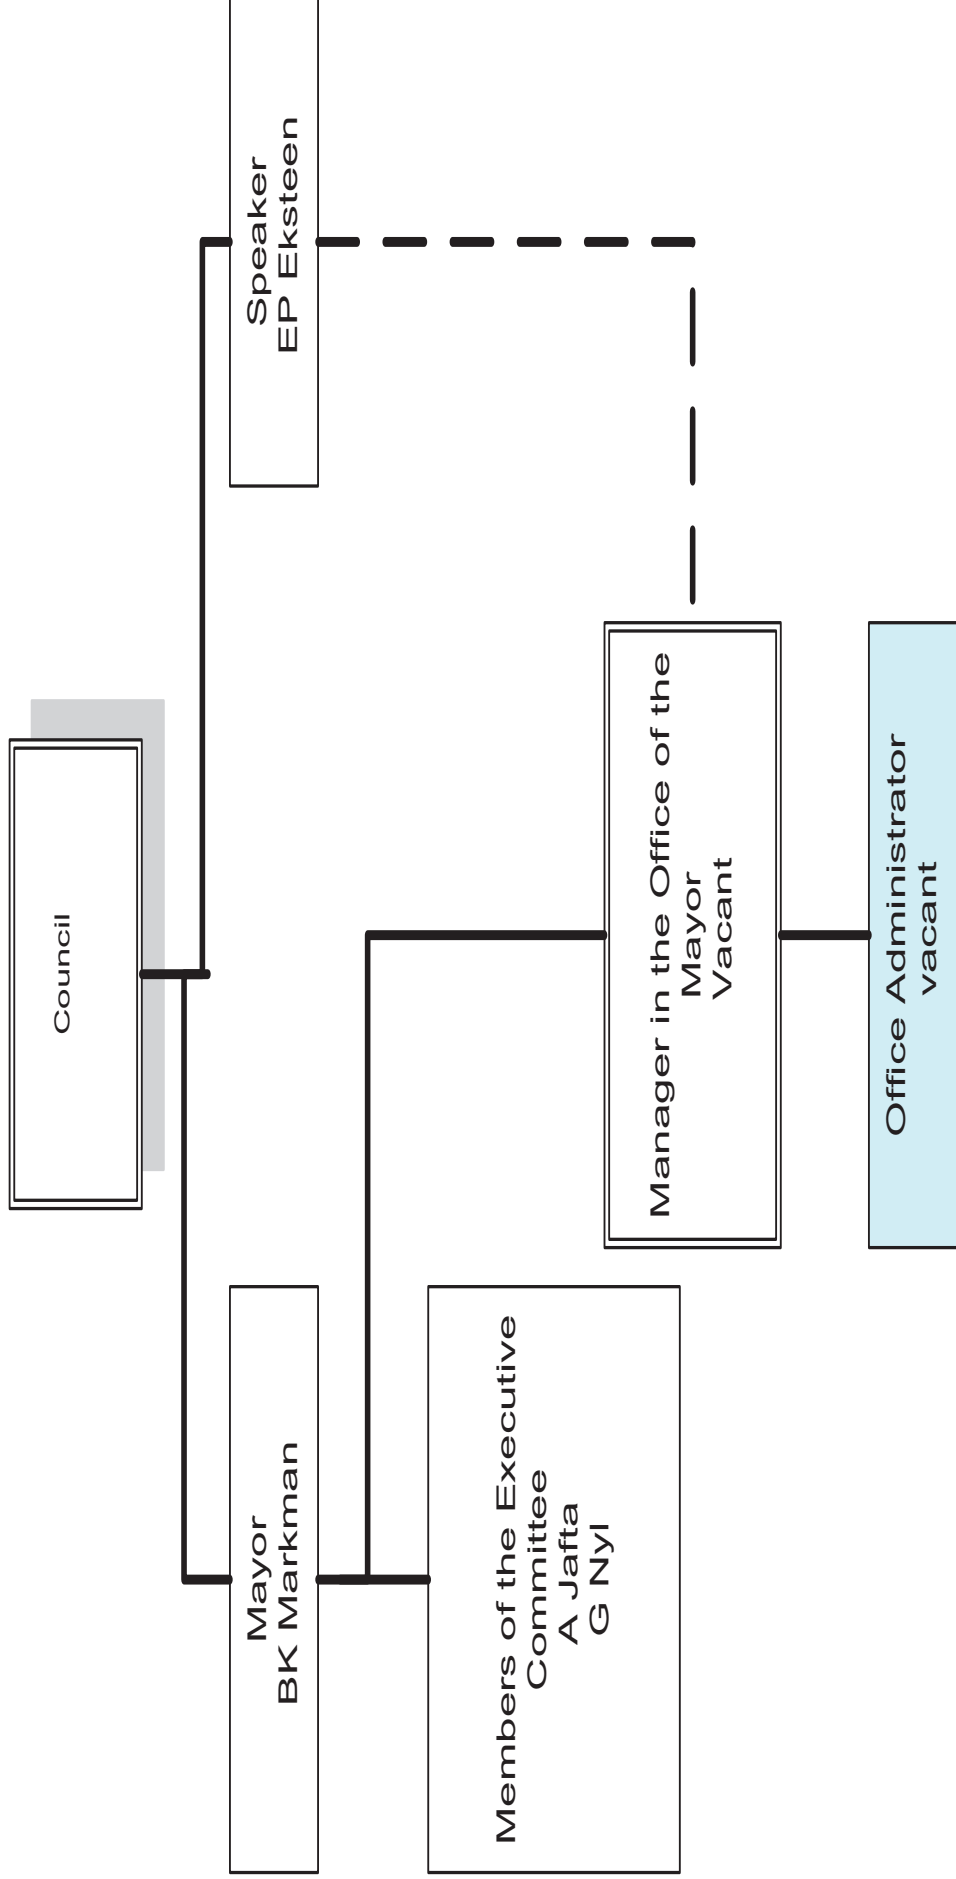 Council
Mayor
BK Markman
Speaker
EP Eksteen
Members of the Executive
Committee
A Jafta
G Nyl
Manager in the Office of the
Mayor
Vacant
Office Administrator
vacant